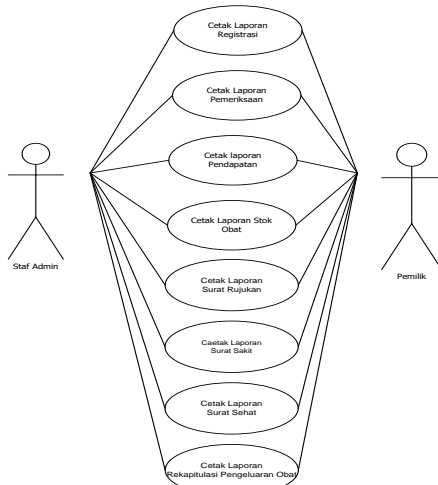 Cetak Laporan
Registrasi
Cetak Laporan
Pemeriksaan
Cetak laporan
Pendapatan
Cetak Laporan Stok
Obat
Cetak Laporan
Surat Rujukan
Caetak Laporan
Surat Sakit
Cetak Laporan
Surat Sehat
Cetak Laporan
Rekapitulasi Pengeluaran Obat
Staf Admin
Pemilik